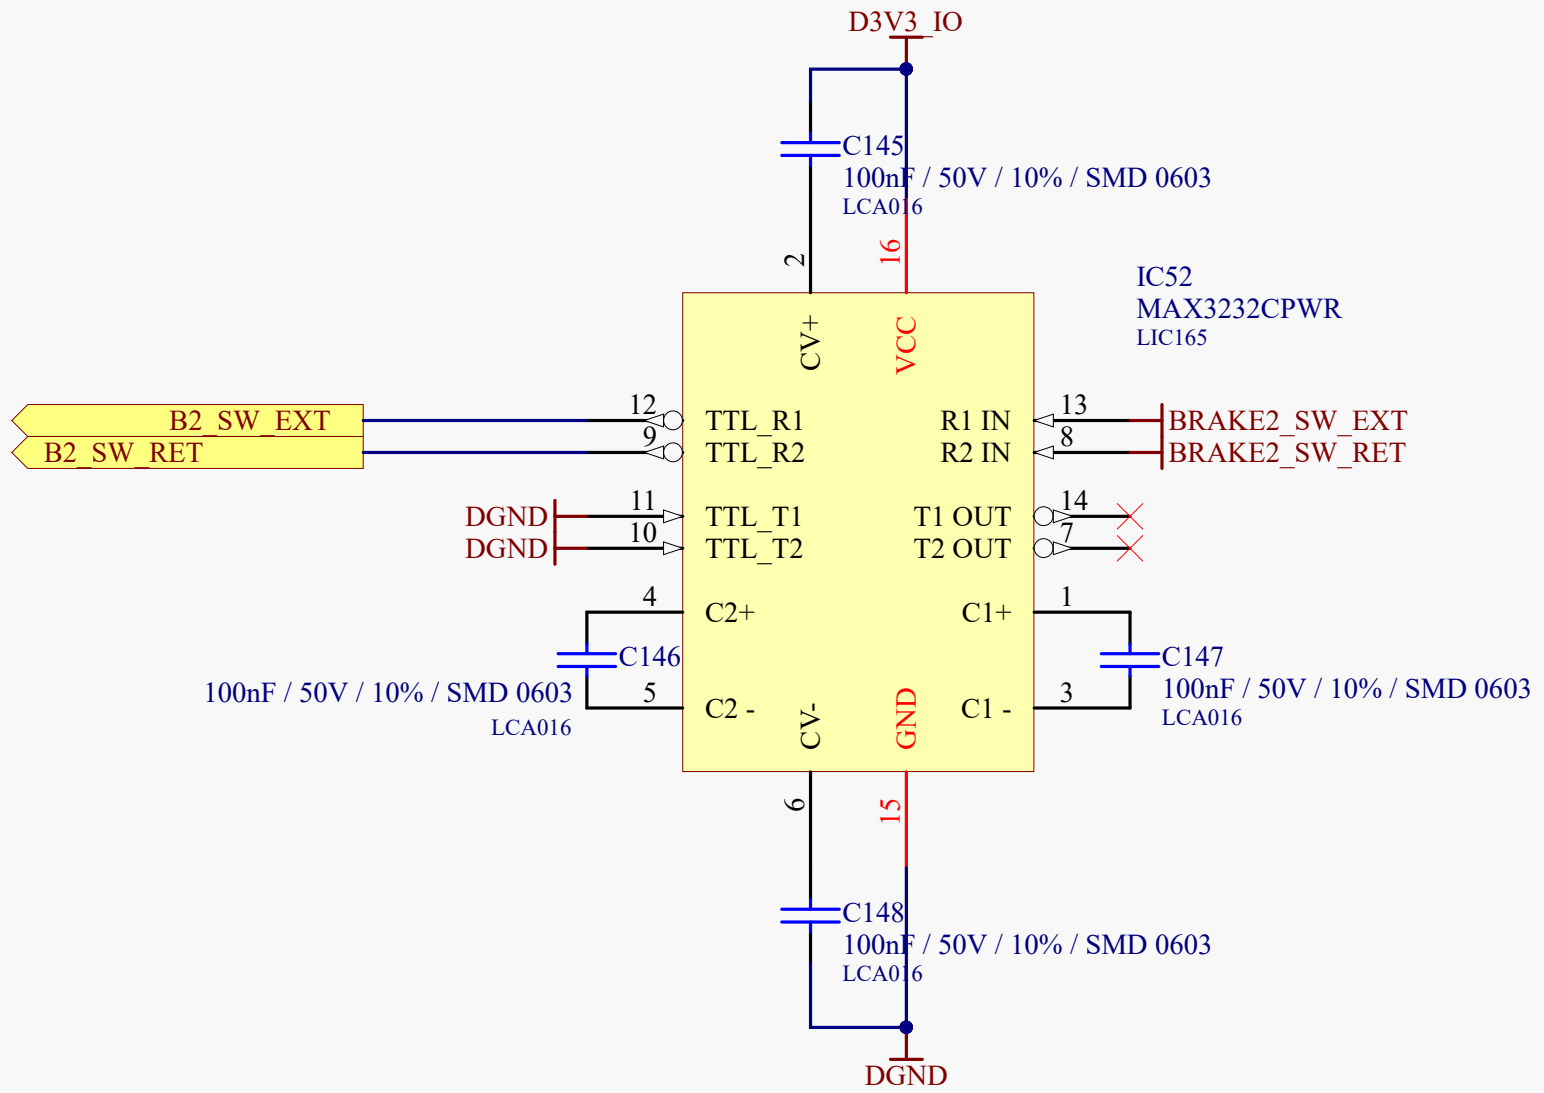 D3V3_IO
C145
100nF / 50V / 10% / SMD 0603
LCA016
2
16
IC52
MAX3232CPWR
LIC165
CV+
VCC
B2_SW_EXT
12
TTL_R1
R1 IN
13
BRAKE2_SW_EXT
B2_SW_RET
9
TTL_R2
R2 IN
8
BRAKE2_SW_RET
DGND
11
TTL_T1
T1 OUT
14
DGND
10
TTL_T2
T2 OUT
7
4
C2+
C1+
1
C146
100nF / 50V / 10% / SMD 0603
LCA016
5
C2 -
CV-
GND
C1 -
3
C147
100nF / 50V / 10% / SMD 0603
LCA016
6
15
C148
100nF / 50V / 10% / SMD 0603
LCA016
DGND